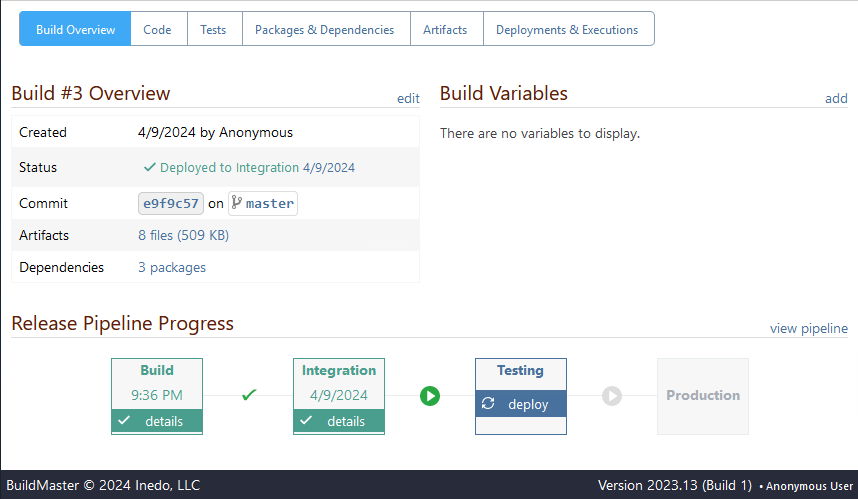 Build Overview Code Tests Packages & Dependencies Artifacts Deployments & Executions
Build #3 Overview edit
Created 4/9/2024 by Anonymous
Status Deployed to Integration 4/9/2024
Commit e9f9c57 on master
Artifacts 8 files (509 KB)
Dependencies 3 packages
Build Variables add
There are no variables to display.
Release Pipeline Progress view pipeline
Build
9:36 PM
details
Integration
4/9/2024
details
Testing
deploy
Production
BuildMaster © 2024 Inedo, LLC Version 2023.13 (Build 1) • Anonymous User